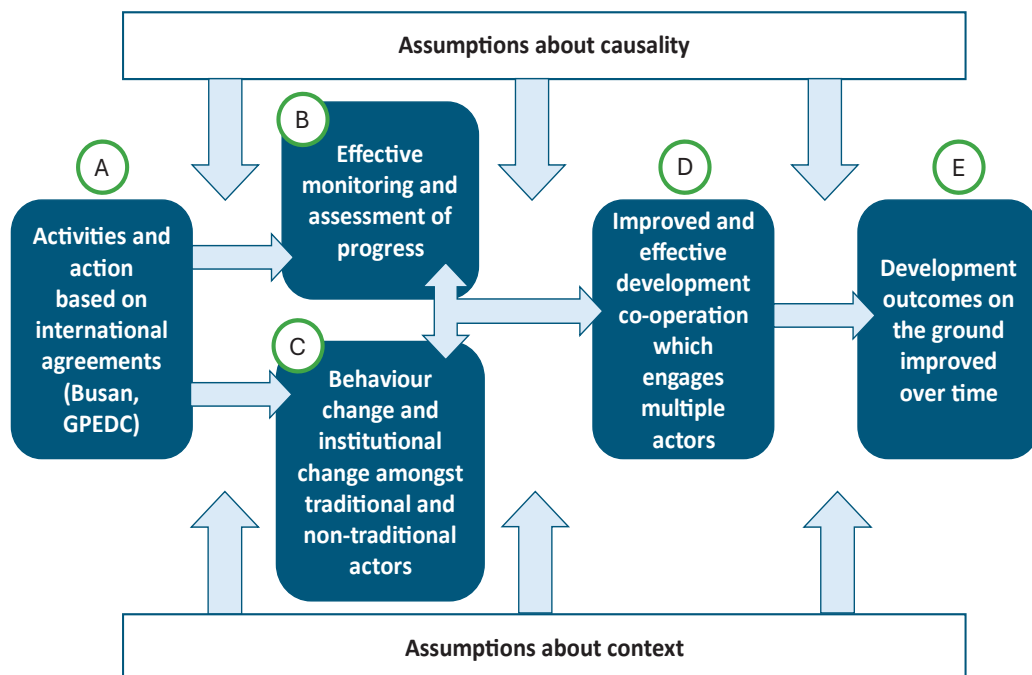 Assumptions about causality
A
Activities and
action
based on
international
agreements
(Busan,
GPEDC)
B
Effective
monitoring and
assessment of
progress
C
Behaviour
change and
institutional
change amongst
traditional and
non-traditional
actors
D
Improved and
effective
development
co-operation
which
engages
multiple
actors
E
Development
outcomes on
the ground
improved
over time
Assumptions about context